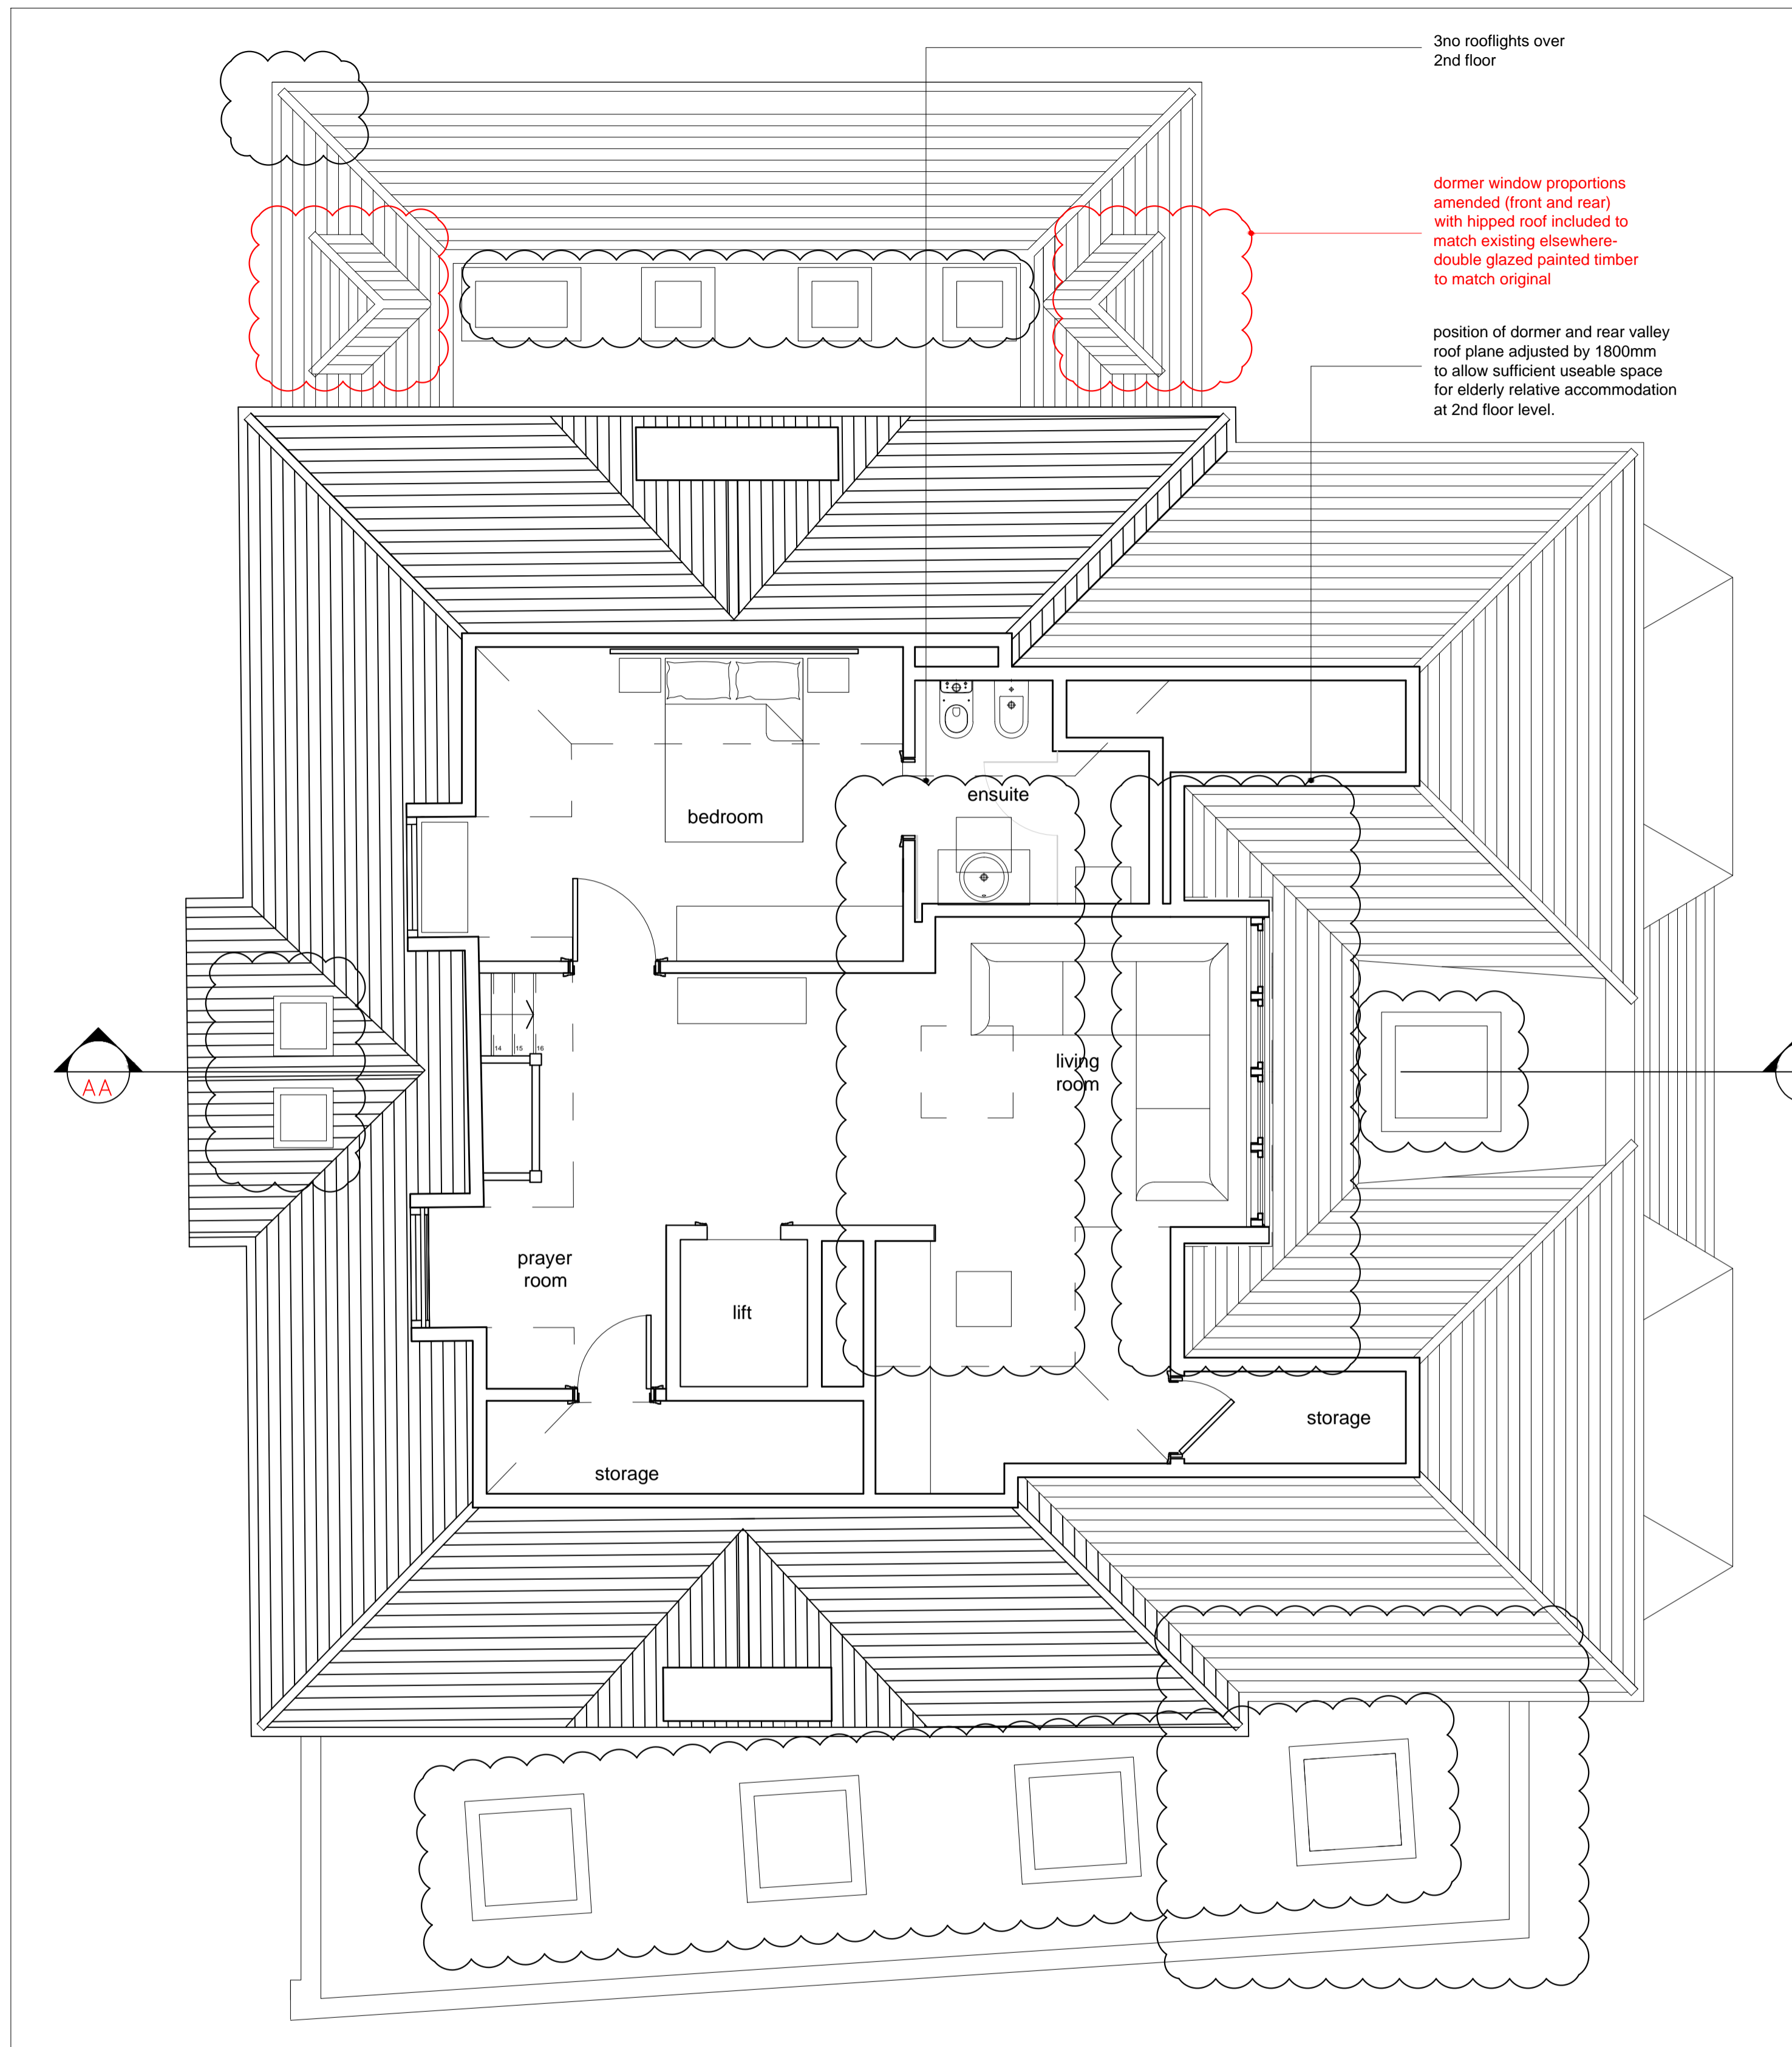 3no rooflights over
2nd floor
dormer window proportions
amended (front and rear)
with hipped roof included to
match existing elsewhere-
double glazed painted timber
to match original
position of dormer and rear valley
roof plane adjusted by 1800mm
to allow sufficient useable space
for elderly relative accommodation
at 2nd floor level.
ensuite
bedroom
14 15 16
living
room
AA
prayer
room
lift
storage
storage